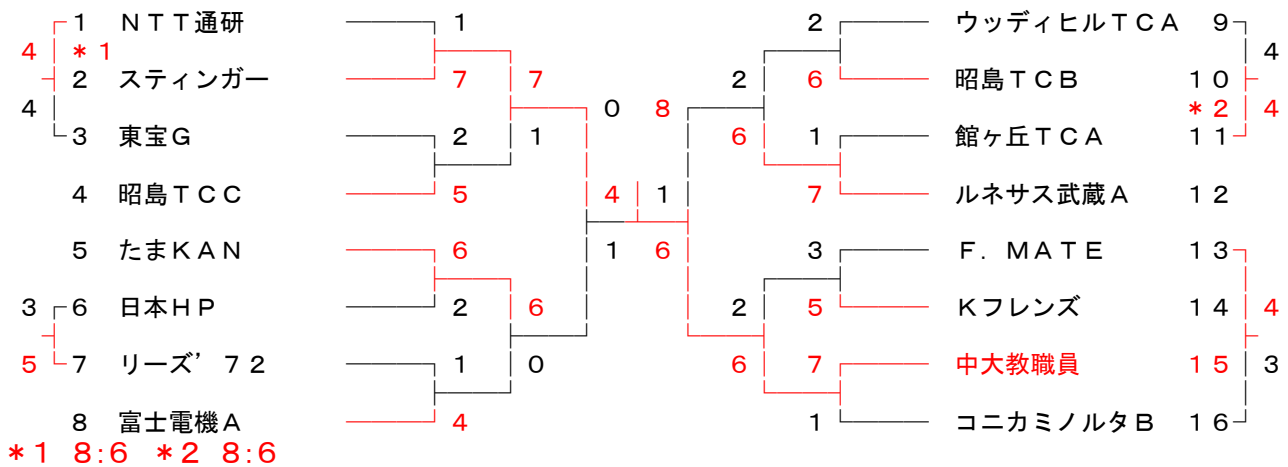 1 NTT通研 1 2 ウッディヒルTCA 9
4 *1 4
2 スティンガー 7 7 2 6 昭島TCB 10
4 0 8 *2 4
3 東宝G 2 1 6 1 館ヶ丘TCA 11
4 昭島TCC 5 4 1 7 ルネサス武蔵A 12
5 たまKAN 6 1 6 3 F. MATE 13
3 6 日本HP 2 6 2 5 Kフレンズ 14 4
5 7 リーズ’72 1 0 6 7 中大教職員 15 3
8 富士電機A 4 1 コニカミノルタB 16
*1 8:6 *2 8:6